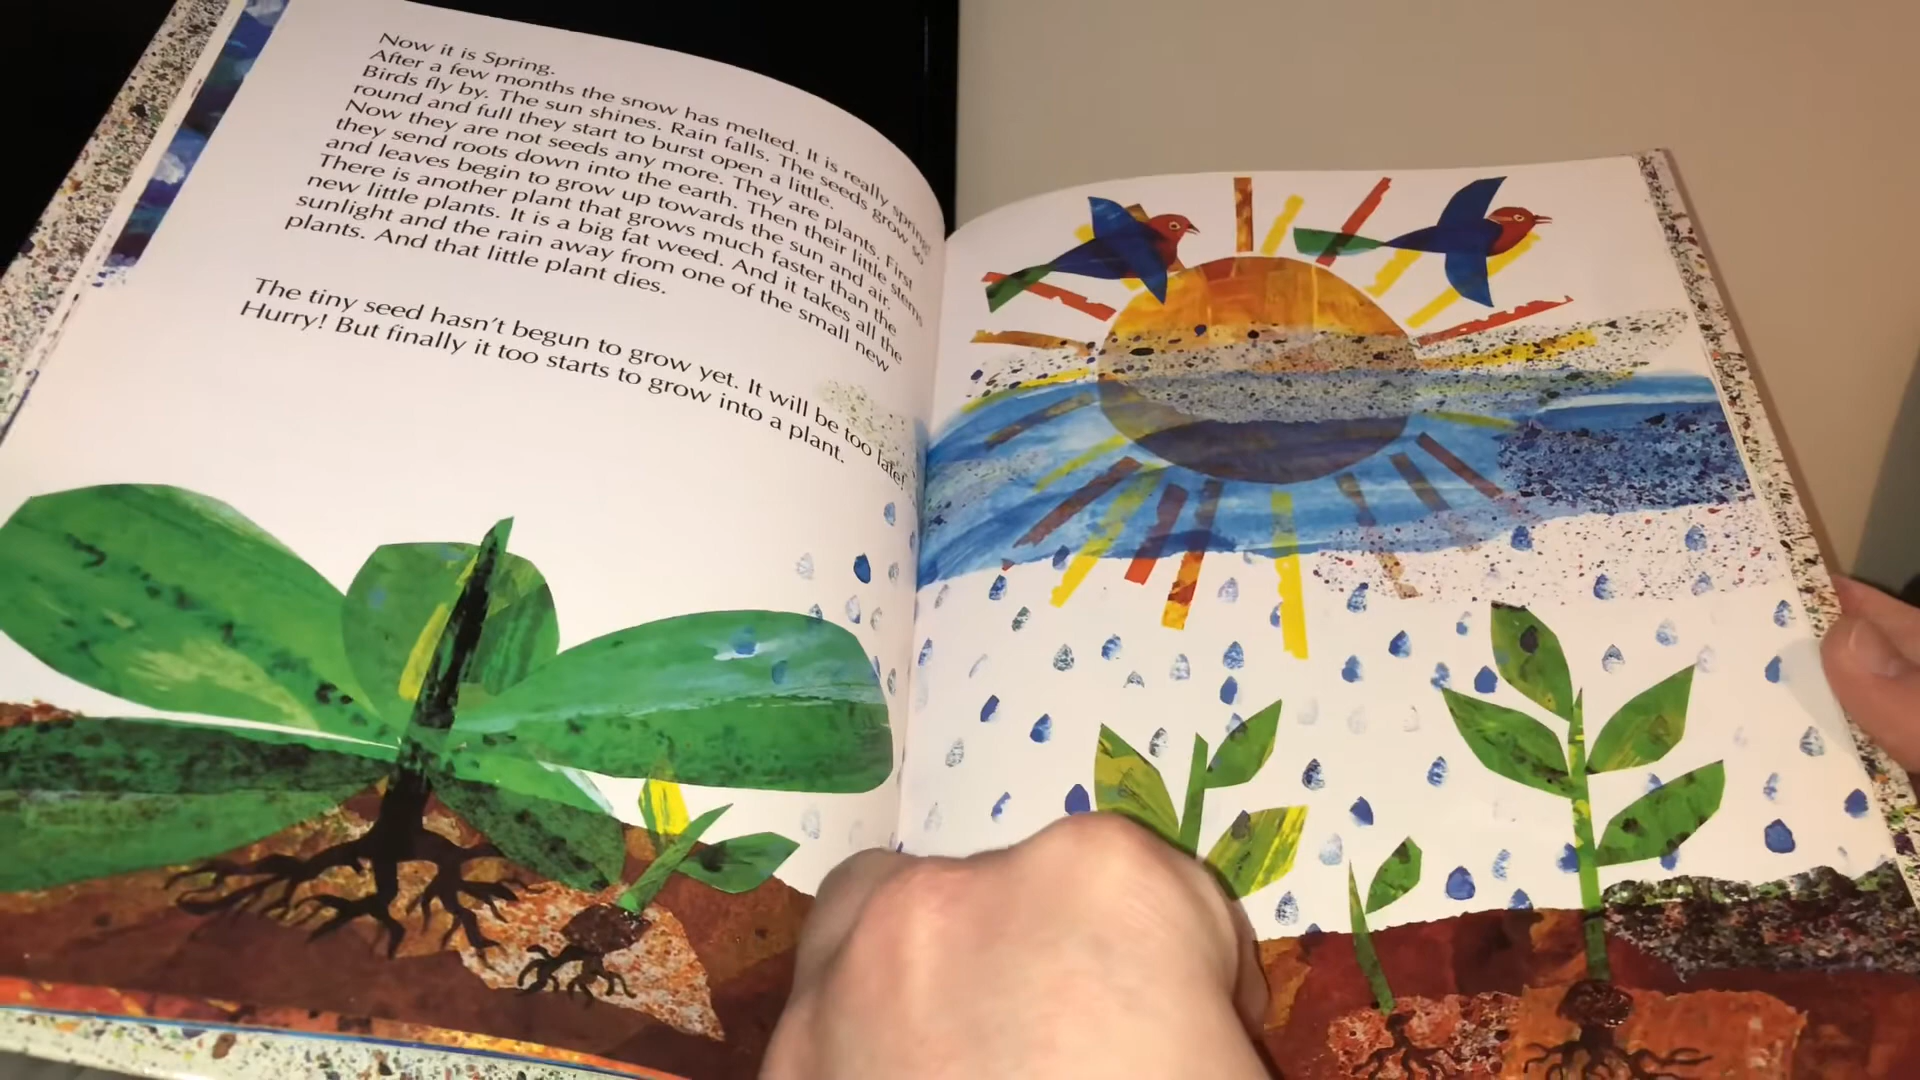 Now it is Spring.
After a few months the snow has melted. It is really spring!
Birds fly by. The sun shines. Rain falls. The seeds grow so
round and full they start to burst open a little.
Now they are not seeds any more. They are plants. First
they send roots down into the earth. Then their little stems
and leaves begin to grow up towards the sun and air.
There is another plant that grows much faster than the
new little plants. It is a big fat weed. And it takes all the
sunlight and the rain away from one of the small new
plants. And that little plant dies.
The tiny seed hasn't begun to grow yet. It will be too late!
Hurry! But finally it too starts to grow into a plant.